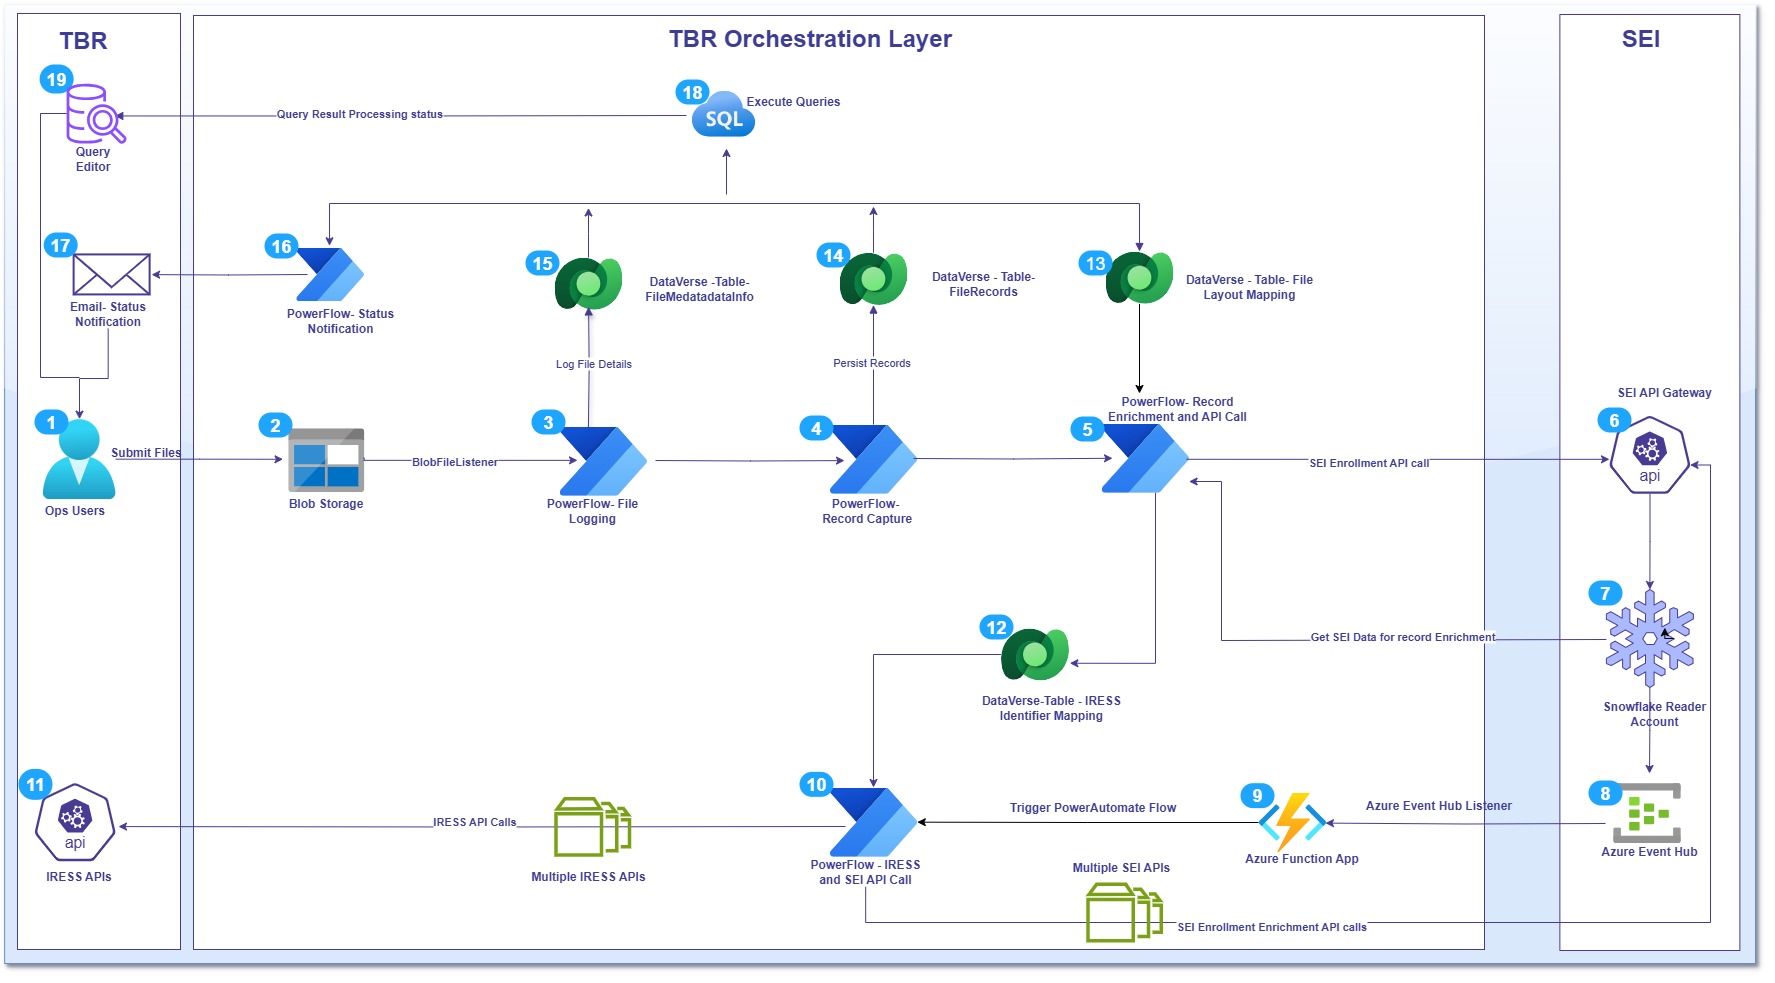 TBR
TBR Orchestration Layer
SEI
19
Query
Editor
Query Result Processing status
18
SQL
Execute Queries
17
Email- Status
Notification
16
PowerFlow- Status
Notification
15
DataVerse -Table-
FileMedatadataInfo
14
DataVerse - Table-
FileRecords
13
DataVerse - Table- File
Layout Mapping
Log File Details
Persist Records
1
Ops Users
Submit Files
2
Blob Storage
BlobFileListener
3
PowerFlow- File
Logging
4
PowerFlow-
Record Capture
PowerFlow- Record
Enrichment and API Call
5
SEI Enrollment API call
SEI API Gateway
6
api
7
Get SEI Data for record Enrichment
Snowflake Reader
Account
12
DataVerse-Table - IRESS
Identifier Mapping
11
api
IRESS APIs
IRESS API Calls
Multiple IRESS APIs
10
PowerFlow - IRESS
and SEI API Call
Trigger PowerAutomate Flow
9
Azure Function App
Azure Event Hub Listener
8
Azure Event Hub
Multiple SEI APIs
SEI Enrollment Enrichment API calls